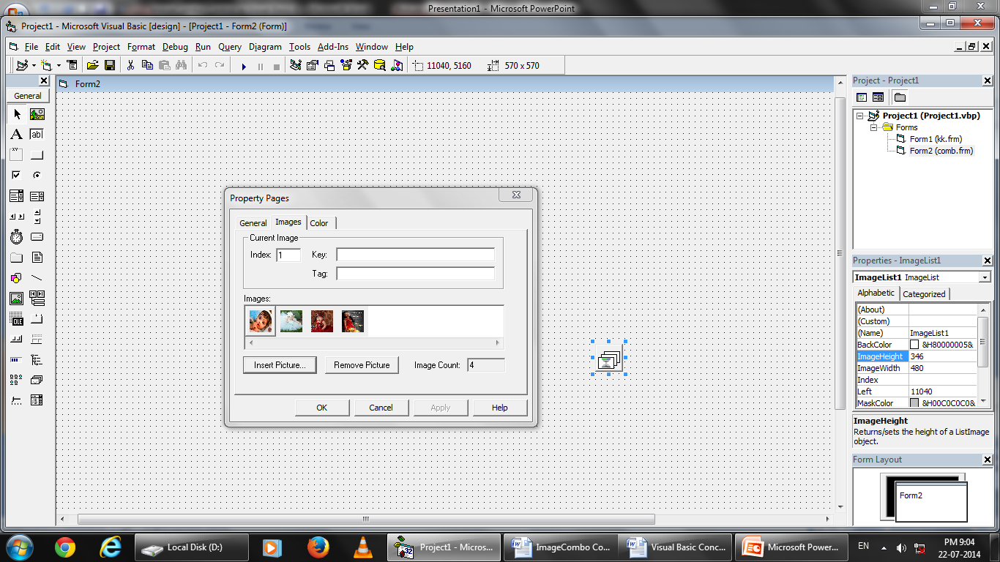 Presentation1 - Microsoft PowerPoint
Project1 - Microsoft Visual Basic [design] - [Project1 - Form2 (Form)]
File Edit View Project Format Debug Run Query Diagram Tools Add-Ins Window Help
11040, 5160 570 x 570
General
A ab|
XY
OLE
Form2
Property Pages
General Images Color
Current Image
Index: 1 Key:
Tag:
Images:
Insert Picture... Remove Picture Image Count: 4
OK Cancel Apply Help
Project - Project1
Project1 (Project1.vbp)
Forms
Form1 (kk.frm)
Form2 (comb.frm)
Properties - ImageList1
ImageList1 ImageList
Alphabetic Categorized
(About)
(Custom)
(Name) ImageList1
BackColor &H80000005&
ImageHeight 346
ImageWidth 480
Index
Left 11040
MaskColor &H00C0C0C0&
ImageHeight
Returns/sets the height of a ListImage
object.
Form Layout
Form2
Local Disk (D:) Project1 - Micros... ImageCombo Co... Visual Basic Conc... Microsoft Power... EN PM 9:04
22-07-2014